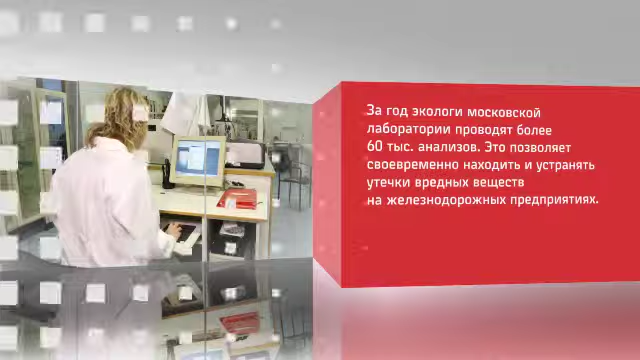 За год экологи московской
лаборатории проводят более
60 тыс. анализов. Это позволяет
своевременно находить и устранять
утечки вредных веществ
на железнодорожных предприятиях.